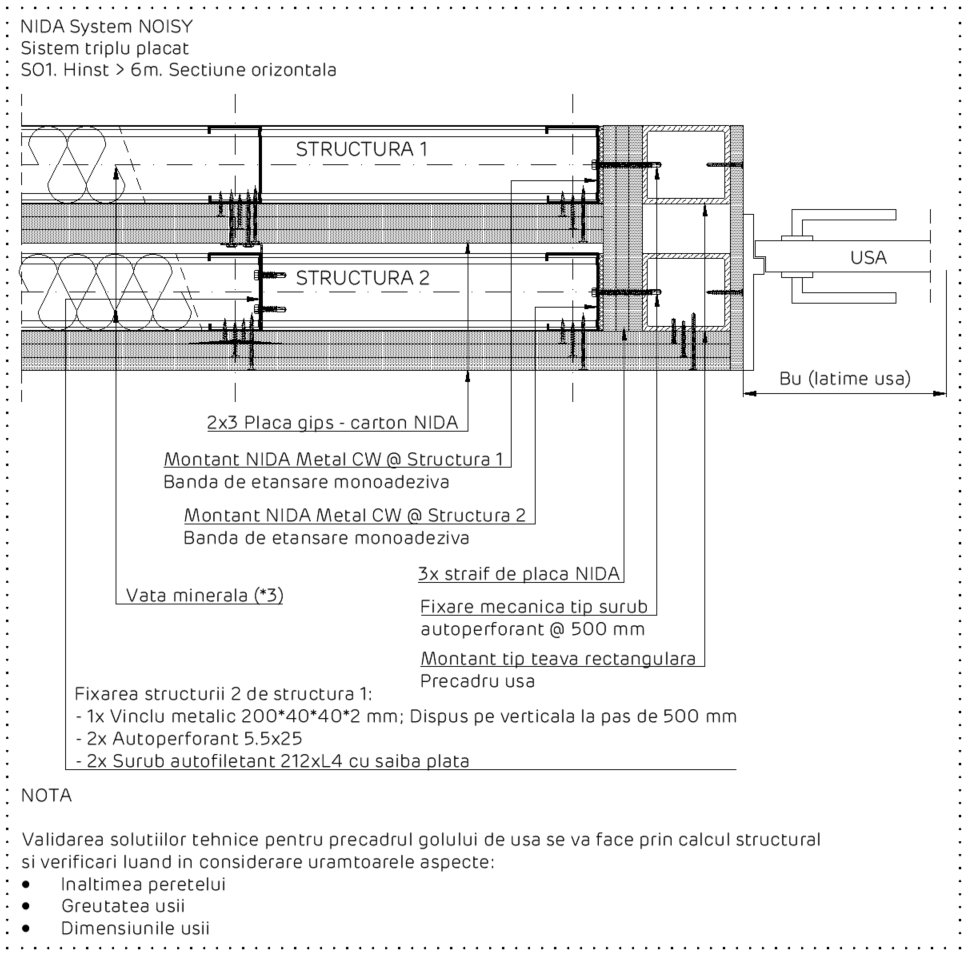 NIDA System NOISY
Sistem triplu placat
S01. Hinst > 6m. Sectiune orizontala
STRUCTURA 1
STRUCTURA 2
USA
Bu (latime usa)
2x3 Placa gips - carton NIDA
Montant NIDA Metal CW @ Structura 1
Banda de etansare monoadeziva
Montant NIDA Metal CW @ Structura 2
Banda de etansare monoadeziva
3x straif de placa NIDA
Vata minerala (*3)
Fixare mecanica tip surub
autoperforant @ 500 mm
Montant tip teava rectangulara
Precadru usa
Fixarea structurii 2 de structura 1:
- 1x Vinclu metalic 200*40*40*2 mm; Dispus pe verticala la pas de 500 mm
- 2x Autoperforant 5.5x25
- 2x Surub autofiletant 212xL4 cu saiba plata
NOTA
Validarea solutiilor tehnice pentru precadrul golului de usa se va face prin calcul structural
si verificari luand in considerare uramtoarele aspecte:
• Inaltimea peretelui
• Greutatea usii
• Dimensiunile usii